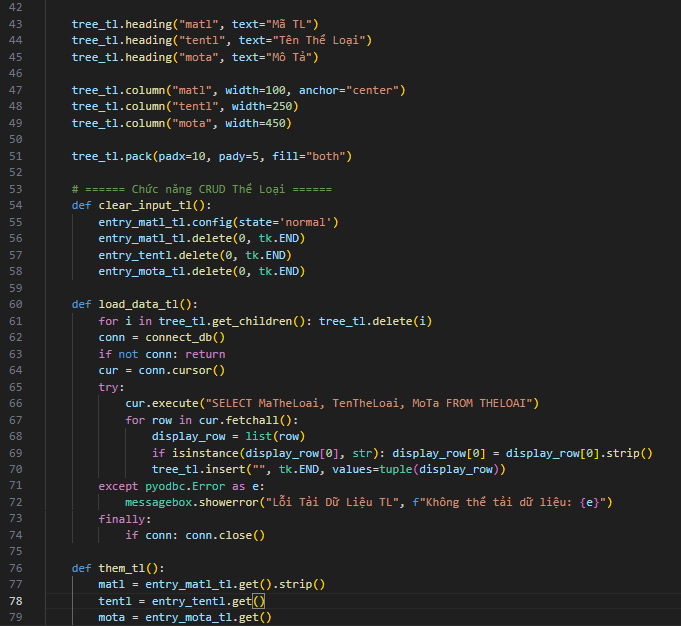 42
43 tree_tl.heading("matl", text="Mã TL")
44 tree_tl.heading("tentl", text="Tên Thể Loại")
45 tree_tl.heading("mota", text="Mô Tả")
46
47 tree_tl.column("matl", width=100, anchor="center")
48 tree_tl.column("tentl", width=250)
49 tree_tl.column("mota", width=450)
50
51 tree_tl.pack(padx=10, pady=5, fill="both")
52
53 # ====== Chức năng CRUD Thể Loại ======
54 def clear_input_tl():
55     entry_matl_tl.config(state='normal')
56     entry_matl_tl.delete(0, tk.END)
57     entry_tentl.delete(0, tk.END)
58     entry_mota_tl.delete(0, tk.END)
59
60 def load_data_tl():
61     for i in tree_tl.get_children(): tree_tl.delete(i)
62     conn = connect_db()
63     if not conn: return
64     cur = conn.cursor()
65     try:
66         cur.execute("SELECT MaTheLoai, TenTheLoai, MoTa FROM THELOAI")
67         for row in cur.fetchall():
68             display_row = list(row)
69             if isinstance(display_row[0], str): display_row[0] = display_row[0].strip()
70             tree_tl.insert("", tk.END, values=tuple(display_row))
71     except pyodbc.Error as e:
72         messagebox.showerror("Lỗi Tải Dữ Liệu TL", f"Không thể tải dữ liệu: {e}")
73     finally:
74         if conn: conn.close()
75
76 def them_tl():
77     matl = entry_matl_tl.get().strip()
78     tentl = entry_tentl.get()
79     mota = entry_mota_tl.get()